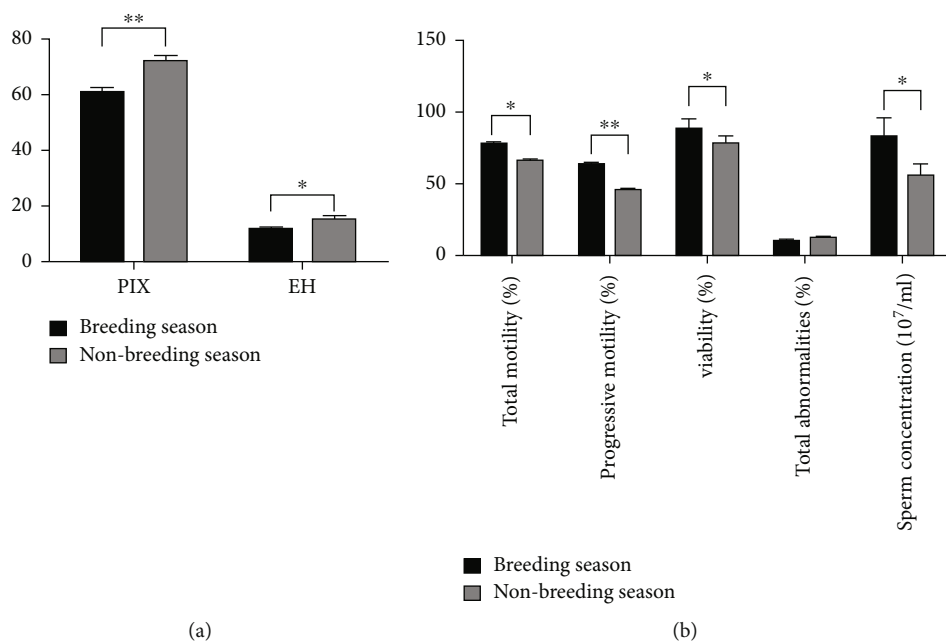 80
60
40
20
0
**
*
PIX
EH
Breeding season
Non-breeding season
(a)
150
100
50
0
*
**
*
*
Total motility (%)
Progressive motility (%)
viability (%)
Total abnormalities (%)
Sperm concentration (10⁷/ml)
Breeding season
Non-breeding season
(b)